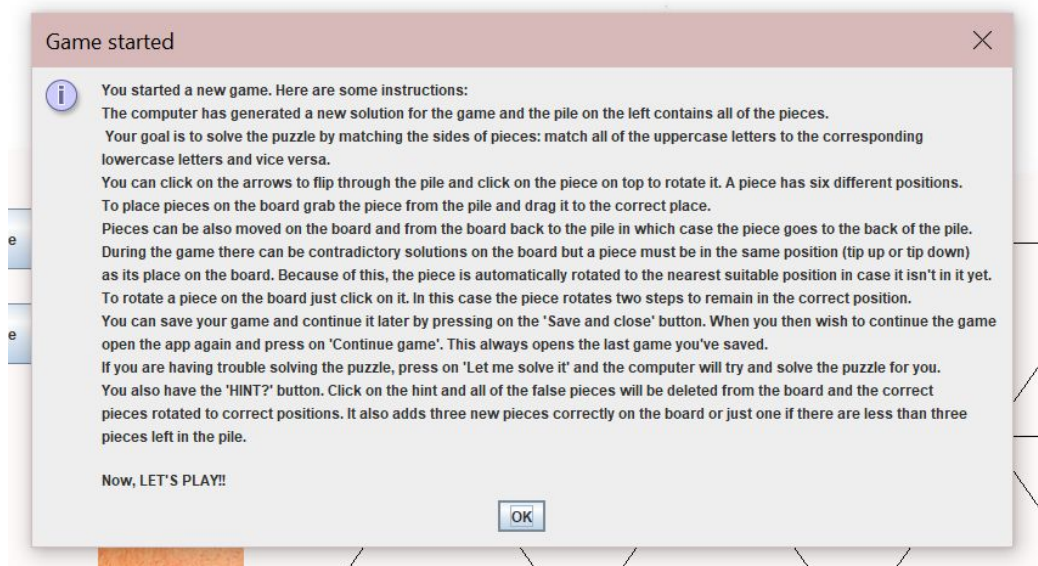 Game started
You started a new game. Here are some instructions:
The computer has generated a new solution for the game and the pile on the left contains all of the pieces.
Your goal is to solve the puzzle by matching the sides of pieces: match all of the uppercase letters to the corresponding
lowercase letters and vice versa.
You can click on the arrows to flip through the pile and click on the piece on top to rotate it. A piece has six different positions.
To place pieces on the board grab the piece from the pile and drag it to the correct place.
Pieces can be also moved on the board and from the board back to the pile in which case the piece goes to the back of the pile.
During the game there can be contradictory solutions on the board but a piece must be in the same position (tip up or tip down)
as its place on the board. Because of this, the piece is automatically rotated to the nearest suitable position in case it isn't in it yet.
To rotate a piece on the board just click on it. In this case the piece rotates two steps to remain in the correct position.
You can save your game and continue it later by pressing on the 'Save and close' button. When you then wish to continue the game
open the app again and press on 'Continue game'. This always opens the last game you've saved.
If you are having trouble solving the puzzle, press on 'Let me solve it' and the computer will try and solve the puzzle for you.
You also have the 'HINT?' button. Click on the hint and all of the false pieces will be deleted from the board and the correct
pieces rotated to correct positions. It also adds three new pieces correctly on the board or just one if there are less than three
pieces left in the pile.
Now, LET'S PLAY!!
OK
e
e